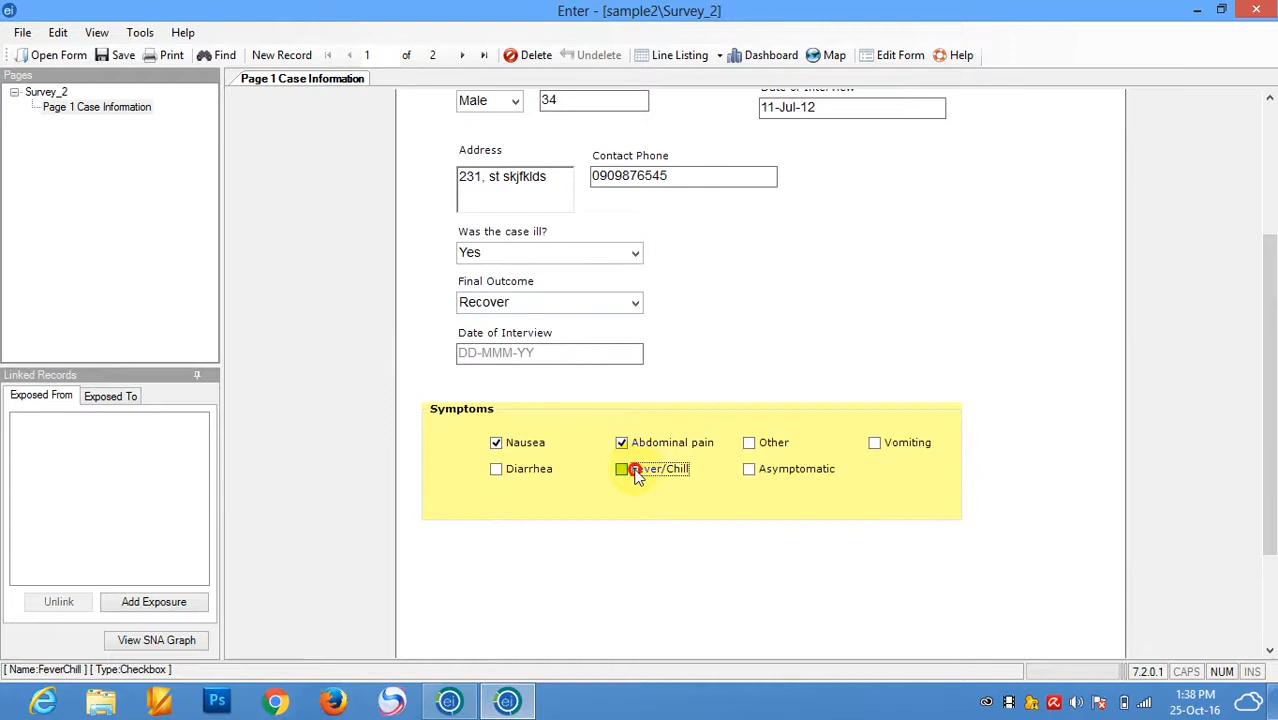 Enter - [sample2\Survey_2]
File Edit View Tools Help
Open Form Save Print Find New Record 1 of 2 Delete Undelete Line Listing Dashboard Map Edit Form Help
Pages
Page 1 Case Information
Survey_2
Page 1 Case Information
Male 34 11-Jul-12
Address
Contact Phone
231, st skjfklds
0909876545
Was the case ill?
Yes
Final Outcome
Recover
Date of Interview
DD-MMM-YY
Linked Records
Exposed From Exposed To
Unlink Add Exposure
View SNA Graph
Symptoms
Nausea Abdominal pain Other Vomiting
Diarrhea Fever/Chill Asymptomatic
[ Name:FeverChill ] [ Type:Checkbox ]
7.2.0.1 CAPS NUM INS
Ps
ei ei
1:38 PM
25-Oct-16